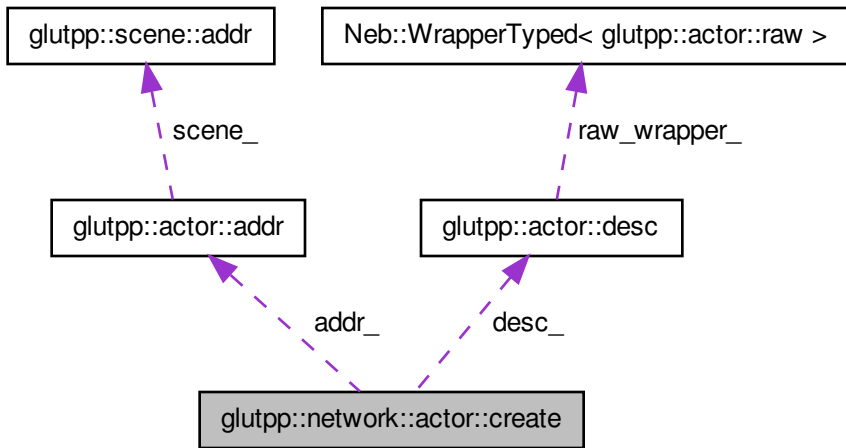 glutpp::scene::addr
Neb::WrapperTyped< glutpp::actor::raw >
scene_
raw_wrapper_
glutpp::actor::addr
glutpp::actor::desc
addr_
desc_
glutpp::network::actor::create